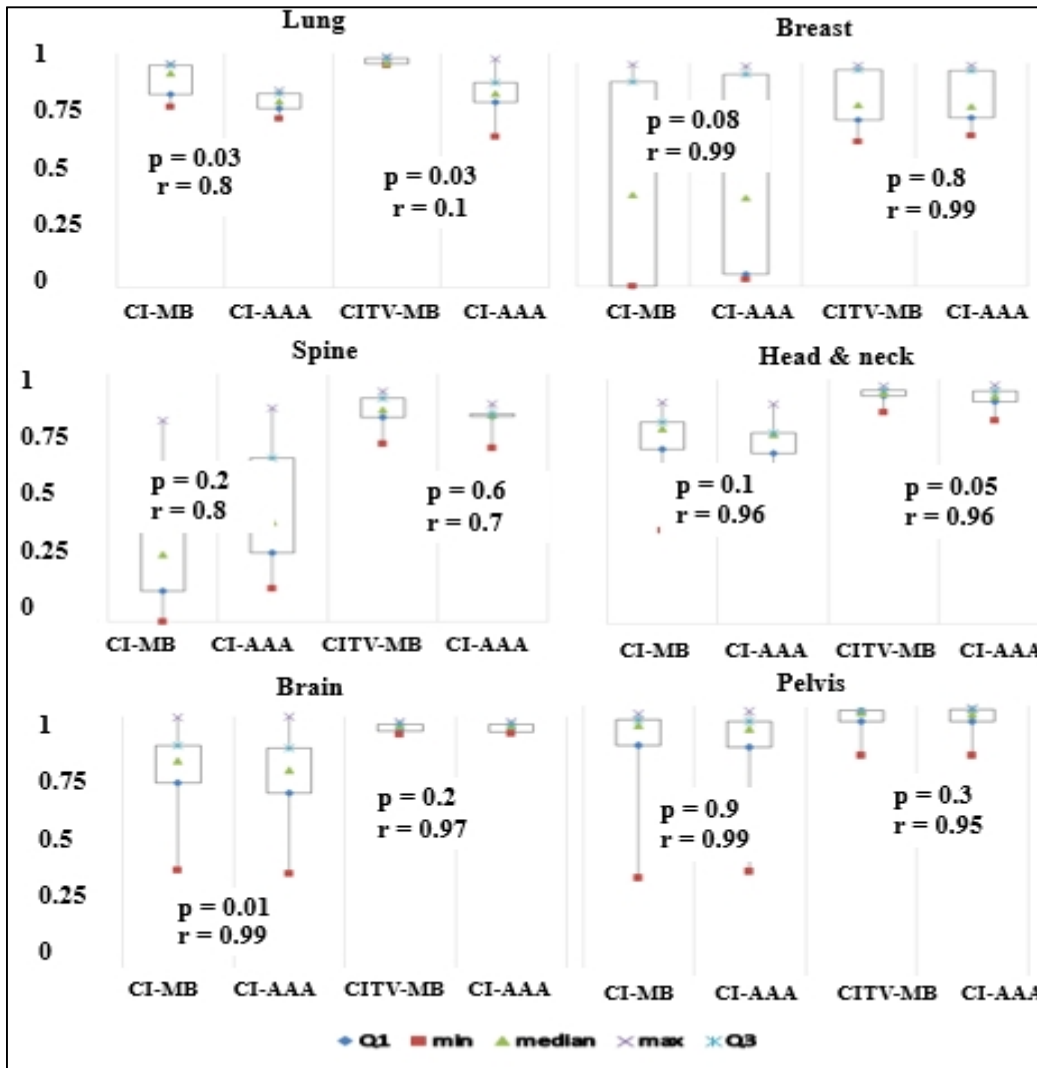 Lung
1
0.75
0.5
0.25
0
p = 0.03
r = 0.8
p = 0.03
r = 0.1
CI-MB CI-AAA CITV-MB CI-AAA
Breast
p = 0.08
r = 0.99
p = 0.8
r = 0.99
CI-MB CI-AAA CITV-MB CI-AAA
Spine
1
0.75
0.5
0.25
0
p = 0.2
r = 0.8
p = 0.6
r = 0.7
CI-MB CI-AAA CITV-MB CI-AAA
Head & neck
p = 0.1
r = 0.96
p = 0.05
r = 0.96
CI-MB CI-AAA CITV-MB CI-AAA
Brain
1
0.75
0.5
0.25
0
p = 0.01
r = 0.99
p = 0.2
r = 0.97
CI-MB CI-AAA CITV-MB CI-AAA
Pelvis
p = 0.9
r = 0.99
p = 0.3
r = 0.95
CI-MB CI-AAA CITV-MB CI-AAA
Q1 min median max Q3